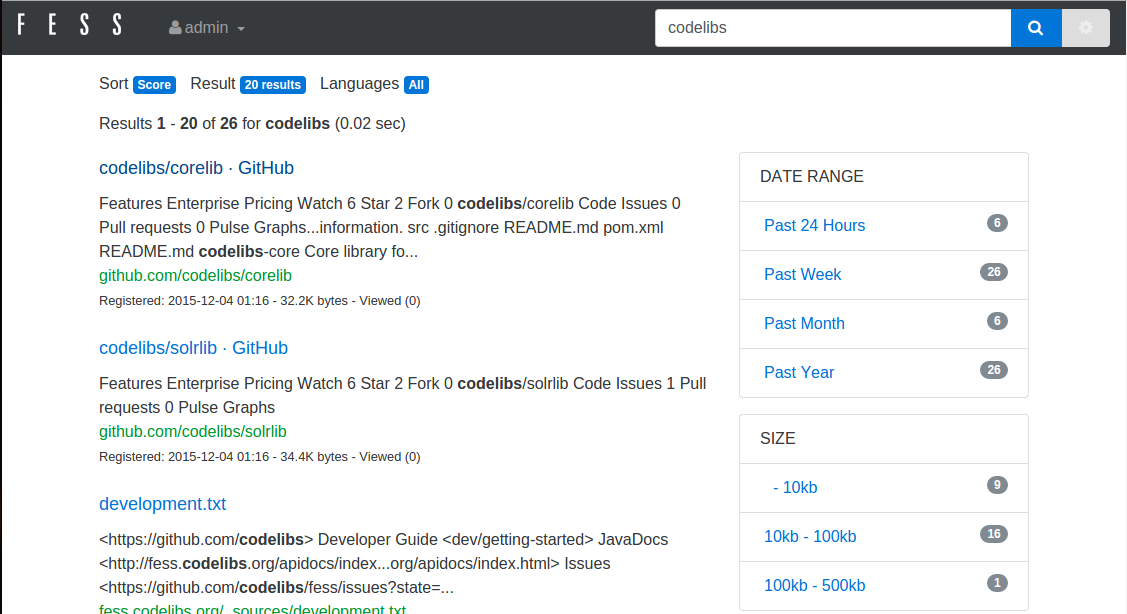 FESS
admin
codelibs
Sort Score Result 20 results Languages All
Results 1 - 20 of 26 for codelibs (0.02 sec)
codelibs/corelib · GitHub
Features Enterprise Pricing Watch 6 Star 2 Fork 0 codelibs/corelib Code Issues 0
Pull requests 0 Pulse Graphs...information. src .gitignore README.md pom.xml
README.md codelibs-core Core library fo...
github.com/codelibs/corelib
Registered: 2015-12-04 01:16 - 32.2K bytes - Viewed (0)
codelibs/solrlib · GitHub
Features Enterprise Pricing Watch 6 Star 2 Fork 0 codelibs/solrlib Code Issues 1 Pull
requests 0 Pulse Graphs
github.com/codelibs/solrlib
Registered: 2015-12-04 01:16 - 34.4K bytes - Viewed (0)
development.txt
<https://github.com/codelibs> Developer Guide <dev/getting-started> JavaDocs
<http://fess.codelibs.org/apidocs/index...org/apidocs/index.html> Issues
<https://github.com/codelibs/fess/issues?state=...
fess.codelibs.org/_sources/development.txt
DATE RANGE
Past 24 Hours 6
Past Week 26
Past Month 6
Past Year 26
SIZE
- 10kb 9
10kb - 100kb 16
100kb - 500kb 1